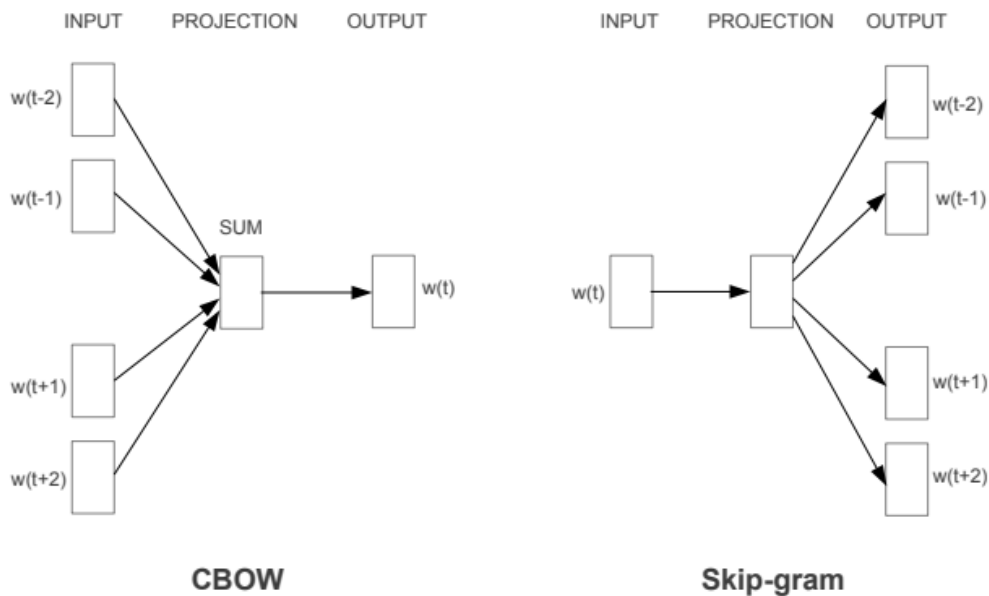 INPUT PROJECTION OUTPUT
w(t-2)
w(t-1)
SUM
w(t)
w(t+1)
w(t+2)
CBOW
INPUT PROJECTION OUTPUT
w(t-2)
w(t-1)
w(t)
w(t+1)
w(t+2)
Skip-gram